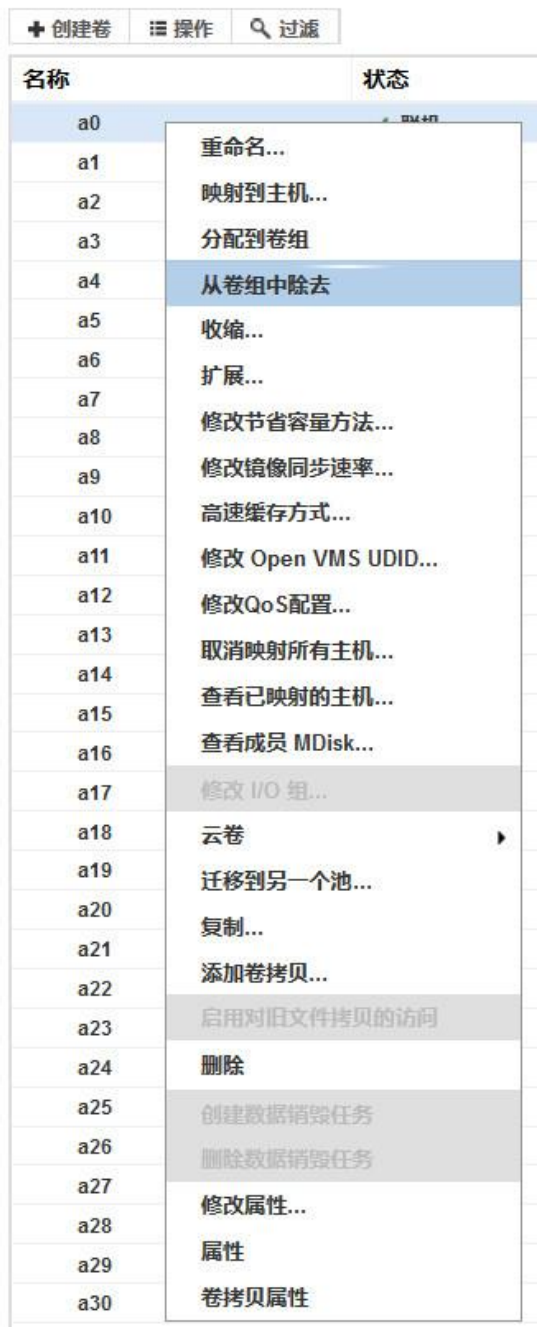 创建卷 操作 过滤
名称 状态
a0
a1
a2
a3
a4
a5
a6
a7
a8
a9
a10
a11
a12
a13
a14
a15
a16
a17
a18
a19
a20
a21
a22
a23
a24
a25
a26
a27
a28
a29
a30
重命名...
映射到主机...
分配到卷组
从卷组中除去
收缩...
扩展...
修改节省容量方法...
修改镜像同步速率...
高速缓存方式...
修改 Open VMS UDID...
修改QoS配置...
取消映射所有主机...
查看已映射的主机...
查看成员 MDisk...
修改 I/O 组...
云卷
迁移到另一个池...
复制...
添加卷拷贝...
启用对旧文件拷贝的访问
删除
创建数据销毁任务
删除数据销毁任务
修改属性...
属性
卷拷贝属性